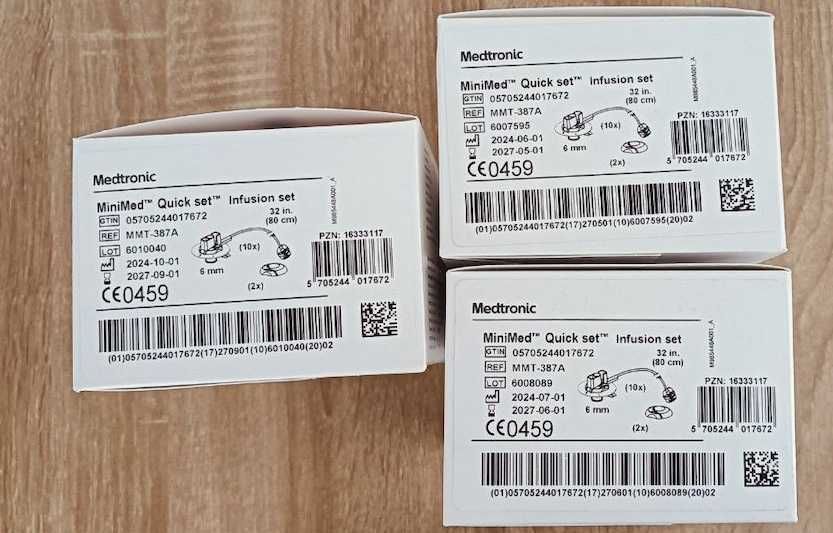 Medtronic
MiniMed™ Quick set™ Infusion set
GTIN 05705244017672
32 in.
(80 cm)
REF MMT-387A
LOT 6010040
(10x)
2024-10-01
6 mm
2027-09-01
(2x)
CE0459
M985448A001_A
PZN: 16333117
5 705244 017672
(01)05705244017672(17)270901(10)6010040(20)02
Medtronic
MiniMed™ Quick set™ Infusion set
GTIN 05705244017672
32 in.
(80 cm)
REF MMT-387A
LOT 6007595
(10x)
2024-06-01
6 mm
2027-05-01
(2x)
CE0459
M985448A001_A
PZN: 16333117
5 705244 017672
(01)05705244017672(17)270501(10)6007595(20)02
Medtronic
MiniMed™ Quick set™ Infusion set
GTIN 05705244017672
32 in.
(80 cm)
REF MMT-387A
LOT 6008089
(10x)
2024-07-01
6 mm
2027-06-01
(2x)
CE0459
M985448A001_A
PZN: 16333117
5 705244 017672
(01)05705244017672(17)270601(10)6008089(20)02